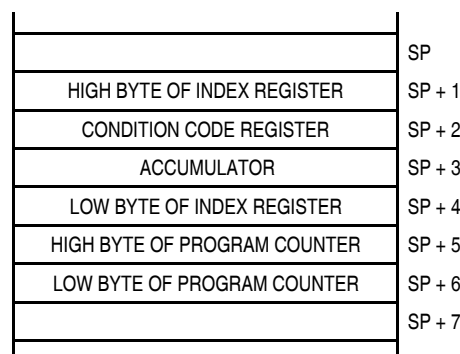 SP
HIGH BYTE OF INDEX REGISTER SP + 1
CONDITION CODE REGISTER SP + 2
ACCUMULATOR SP + 3
LOW BYTE OF INDEX REGISTER SP + 4
HIGH BYTE OF PROGRAM COUNTER SP + 5
LOW BYTE OF PROGRAM COUNTER SP + 6
SP + 7